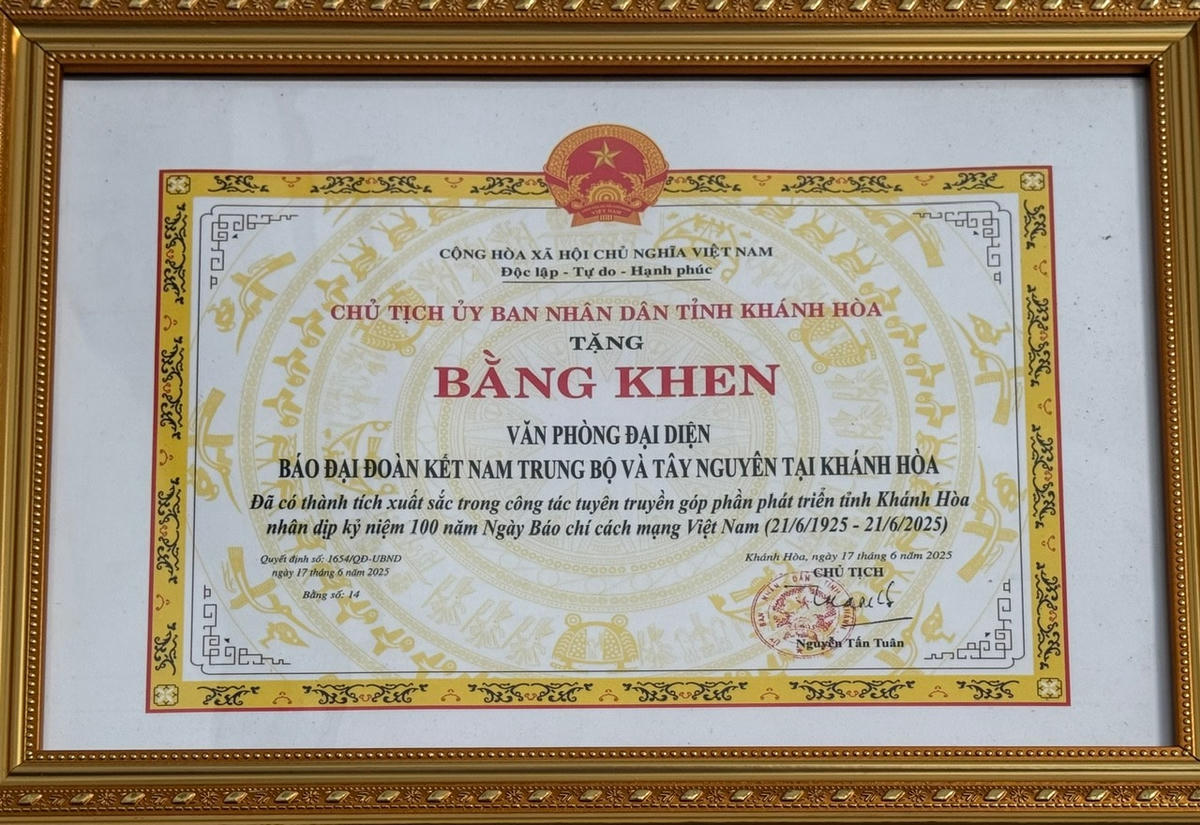 VIỆT NAM
CỘNG HÒA XÃ HỘI CHỦ NGHĨA VIỆT NAM
Độc lập - Tự do - Hạnh phúc
CHỦ TỊCH ỦY BAN NHÂN DÂN TỈNH KHÁNH HÒA
TẶNG
BẰNG KHEN
VĂN PHÒNG ĐẠI DIỆN
BÁO ĐẠI ĐOÀN KẾT NAM TRUNG BỘ VÀ TÂY NGUYÊN TẠI KHÁNH HÒA
Đã có thành tích xuất sắc trong công tác tuyên truyền góp phần phát triển tỉnh Khánh Hòa
nhân dịp kỷ niệm 100 năm Ngày Báo chí cách mạng Việt Nam (21/6/1925 - 21/6/2025)
Quyết định số: 1654/QĐ-UBND
ngày 17 tháng 6 năm 2025
Bằng số: 14
Khánh Hòa, ngày 17 tháng 6 năm 2025
CHỦ TỊCH
Nguyễn Tấn Tuân